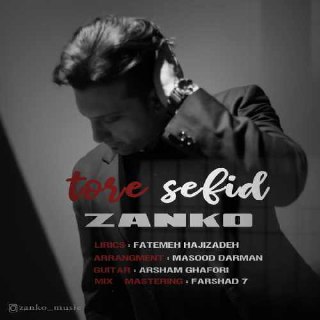 tore sefid
ZANKO
LIRICS : FATEMEH HAJIZADEH
ARRANGMENT : MASOOD DARMAN
GUITAR : ARSHAM GHAFORI
MIX MASTERING : FARSHAD 7
@zanko_music